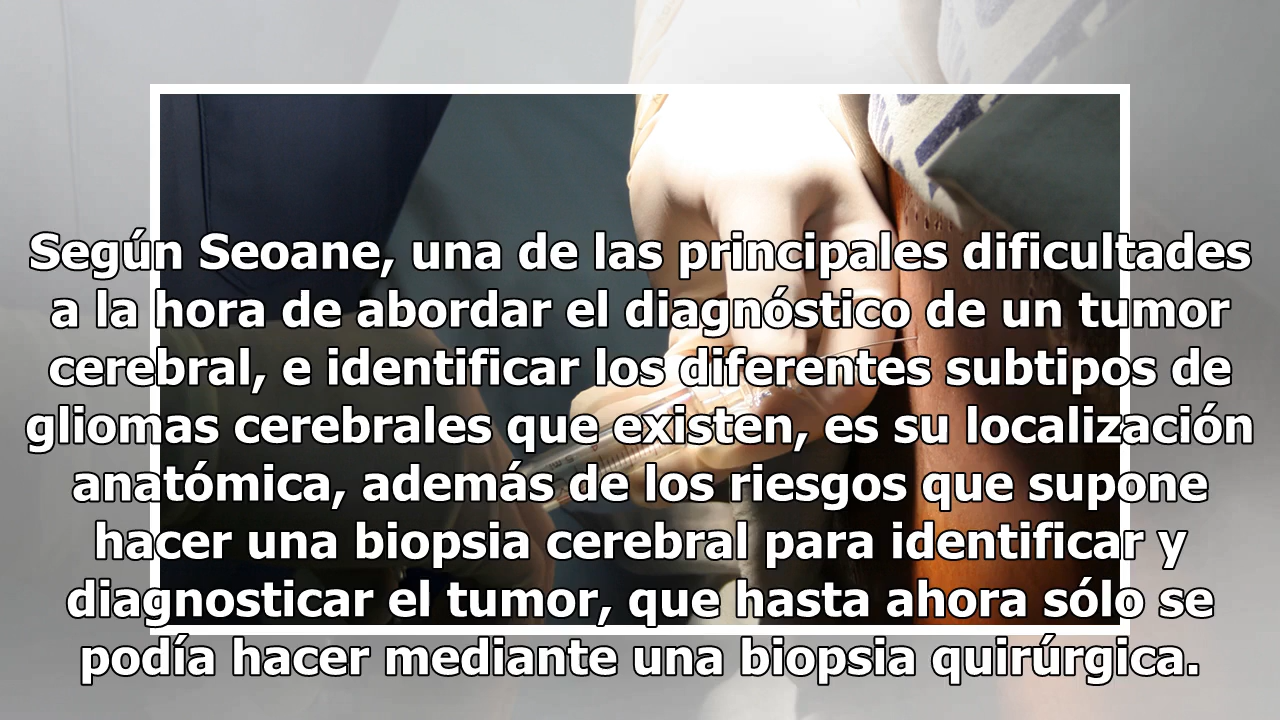 Según Seoane, una de las principales dificultades
a la hora de abordar el diagnóstico de un tumor
cerebral, e identificar los diferentes subtipos de
gliomas cerebrales que existen, es su localización
anatómica, además de los riesgos que supone
hacer una biopsia cerebral para identificar y
diagnosticar el tumor, que hasta ahora sólo se
podía hacer mediante una biopsia quirúrgica.